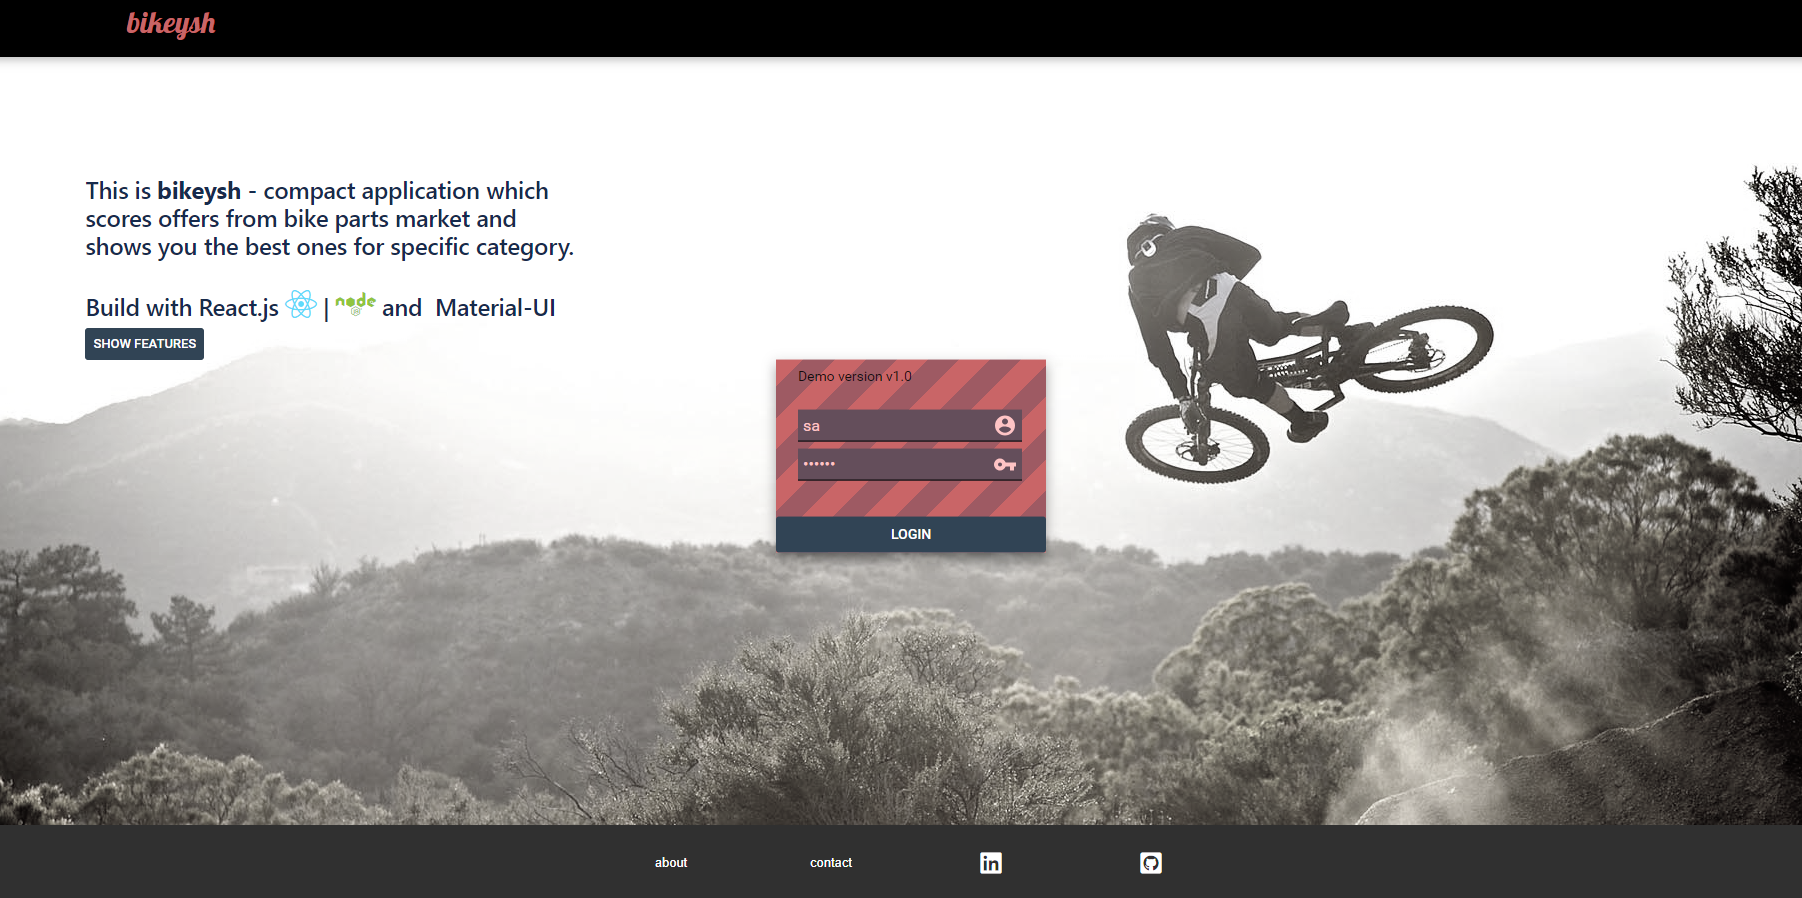 bikeysh
This is bikeysh - compact application which
scores offers from bike parts market and
shows you the best ones for specific category.
Build with React.js | node and Material-UI
SHOW FEATURES
Demo version v1.0
sa
••••••
LOGIN
about
contact
in